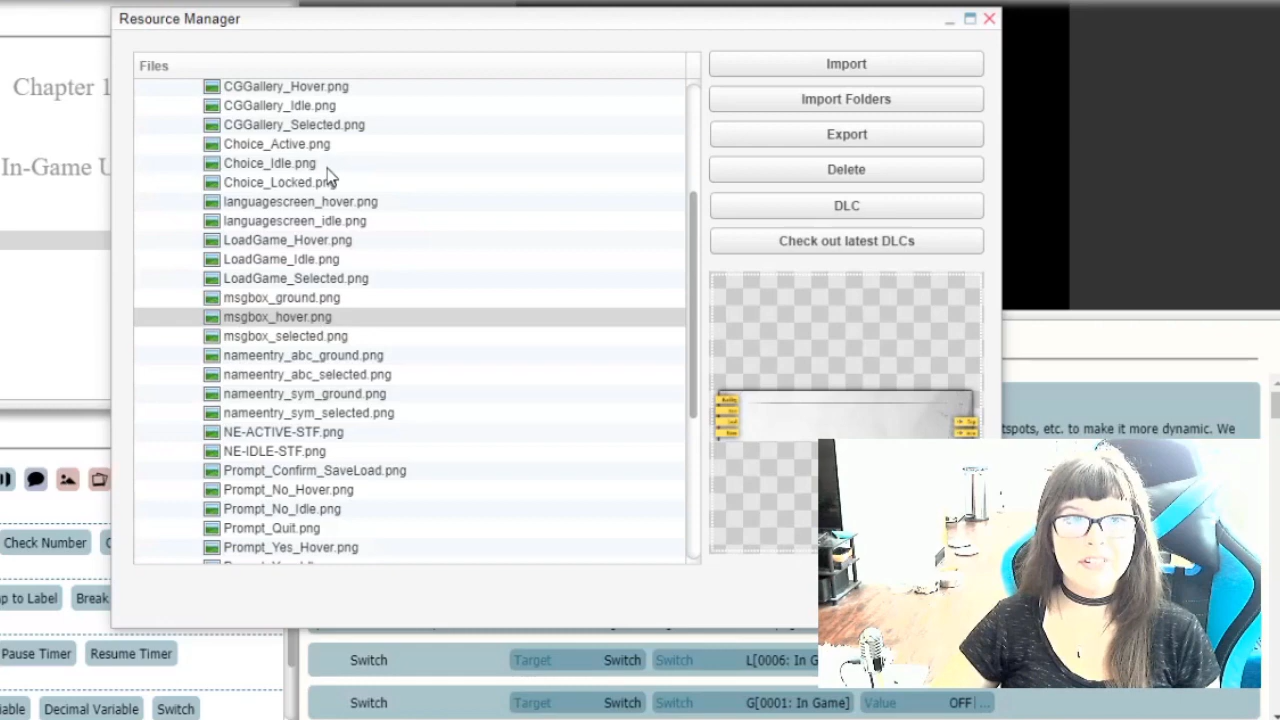 Resource Manager
Files
CGGallery_Hover.png
CGGallery_Idle.png
CGGallery_Selected.png
Choice_Active.png
Choice_Idle.png
Choice_Locked.png
languagescreen_hover.png
languagescreen_idle.png
LoadGame_Hover.png
LoadGame_Idle.png
LoadGame_Selected.png
msgbox_ground.png
msgbox_hover.png
msgbox_selected.png
nameentry_abc_ground.png
nameentry_abc_selected.png
nameentry_sym_ground.png
nameentry_sym_selected.png
NE-ACTIVE-STF.png
NE-IDLE-STF.png
Prompt_Confirm_SaveLoad.png
Prompt_No_Hover.png
Prompt_No_Idle.png
Prompt_Quit.png
Prompt_Yes_Hover.png
Import
Import Folders
Export
Delete
DLC
Check out latest DLCs
Chapter 1
In-Game U
tspots, etc. to make it more dynamic. We
Check Number
p to Label Break
Pause Timer Resume Timer
iable Decimal Variable Switch
Switch Target Switch Switch L[0006: In G
Switch Target Switch Switch G[0001: In Game] Value OFF ...